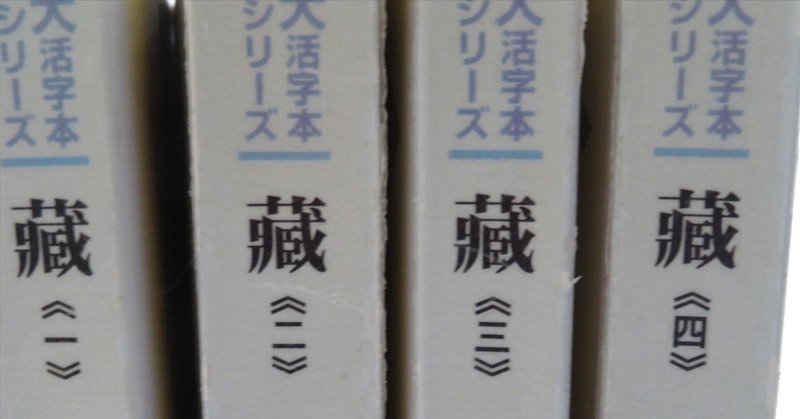 大活字本
シリーズ
藏
《一》
大活字本
シリーズ
藏
《二》
大活字本
シリーズ
藏
《三》
大活字本
シリーズ
藏
《四》